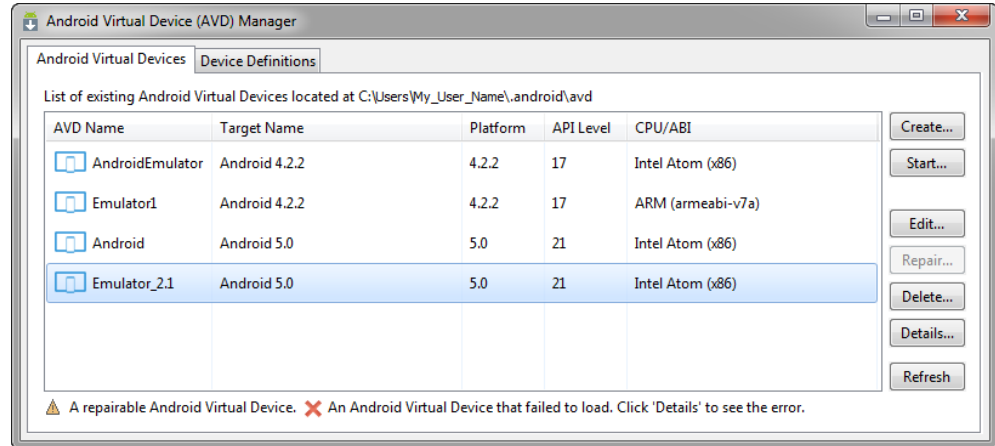 Android Virtual Device (AVD) Manager
Android Virtual Devices Device Definitions
List of existing Android Virtual Devices located at C:\Users\My_User_Name\.android\avd
AVD Name Target Name Platform API Level CPU/ABI
AndroidEmulator Android 4.2.2 4.2.2 17 Intel Atom (x86)
Emulator1 Android 4.2.2 4.2.2 17 ARM (armeabi-v7a)
Android Android 5.0 5.0 21 Intel Atom (x86)
Emulator_2.1 Android 5.0 5.0 21 Intel Atom (x86)
Create...
Start...
Edit...
Repair...
Delete...
Details...
Refresh
A repairable Android Virtual Device. An Android Virtual Device that failed to load. Click 'Details' to see the error.